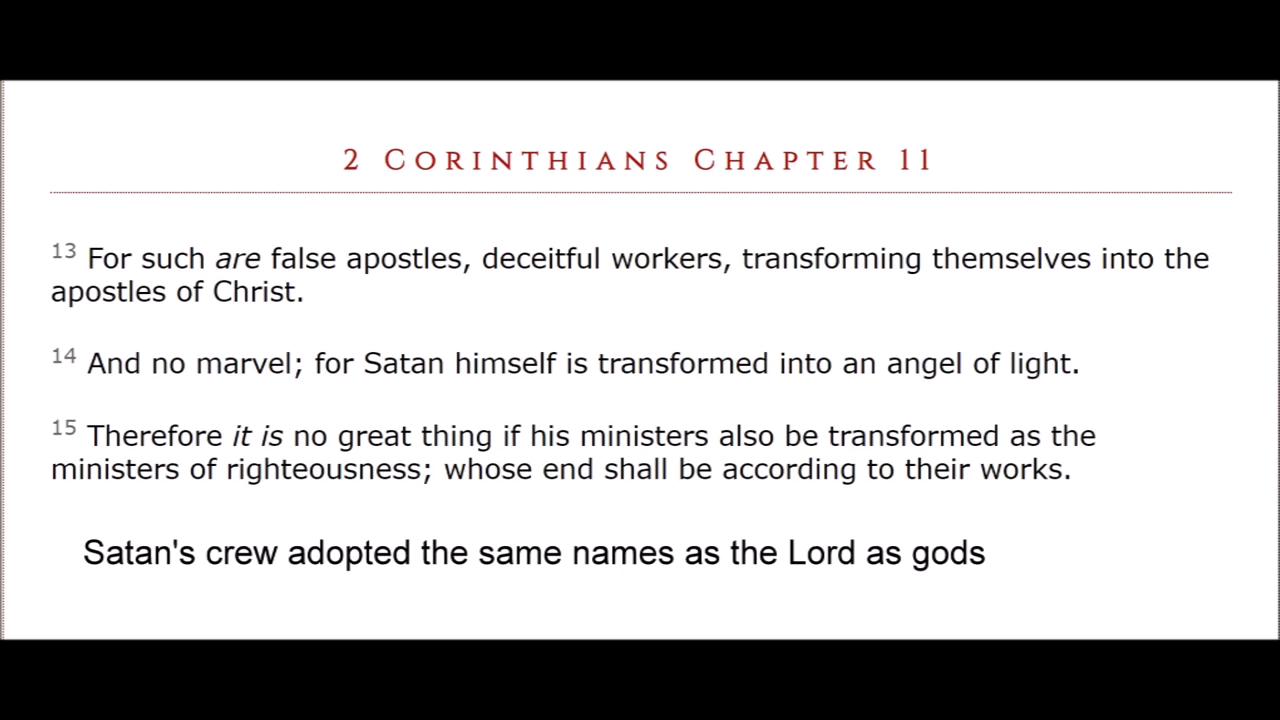 2 Corinthians Chapter 11
13 For such are false apostles, deceitful workers, transforming themselves into the
apostles of Christ.
14 And no marvel; for Satan himself is transformed into an angel of light.
15 Therefore it is no great thing if his ministers also be transformed as the
ministers of righteousness; whose end shall be according to their works.
Satan's crew adopted the same names as the Lord as gods